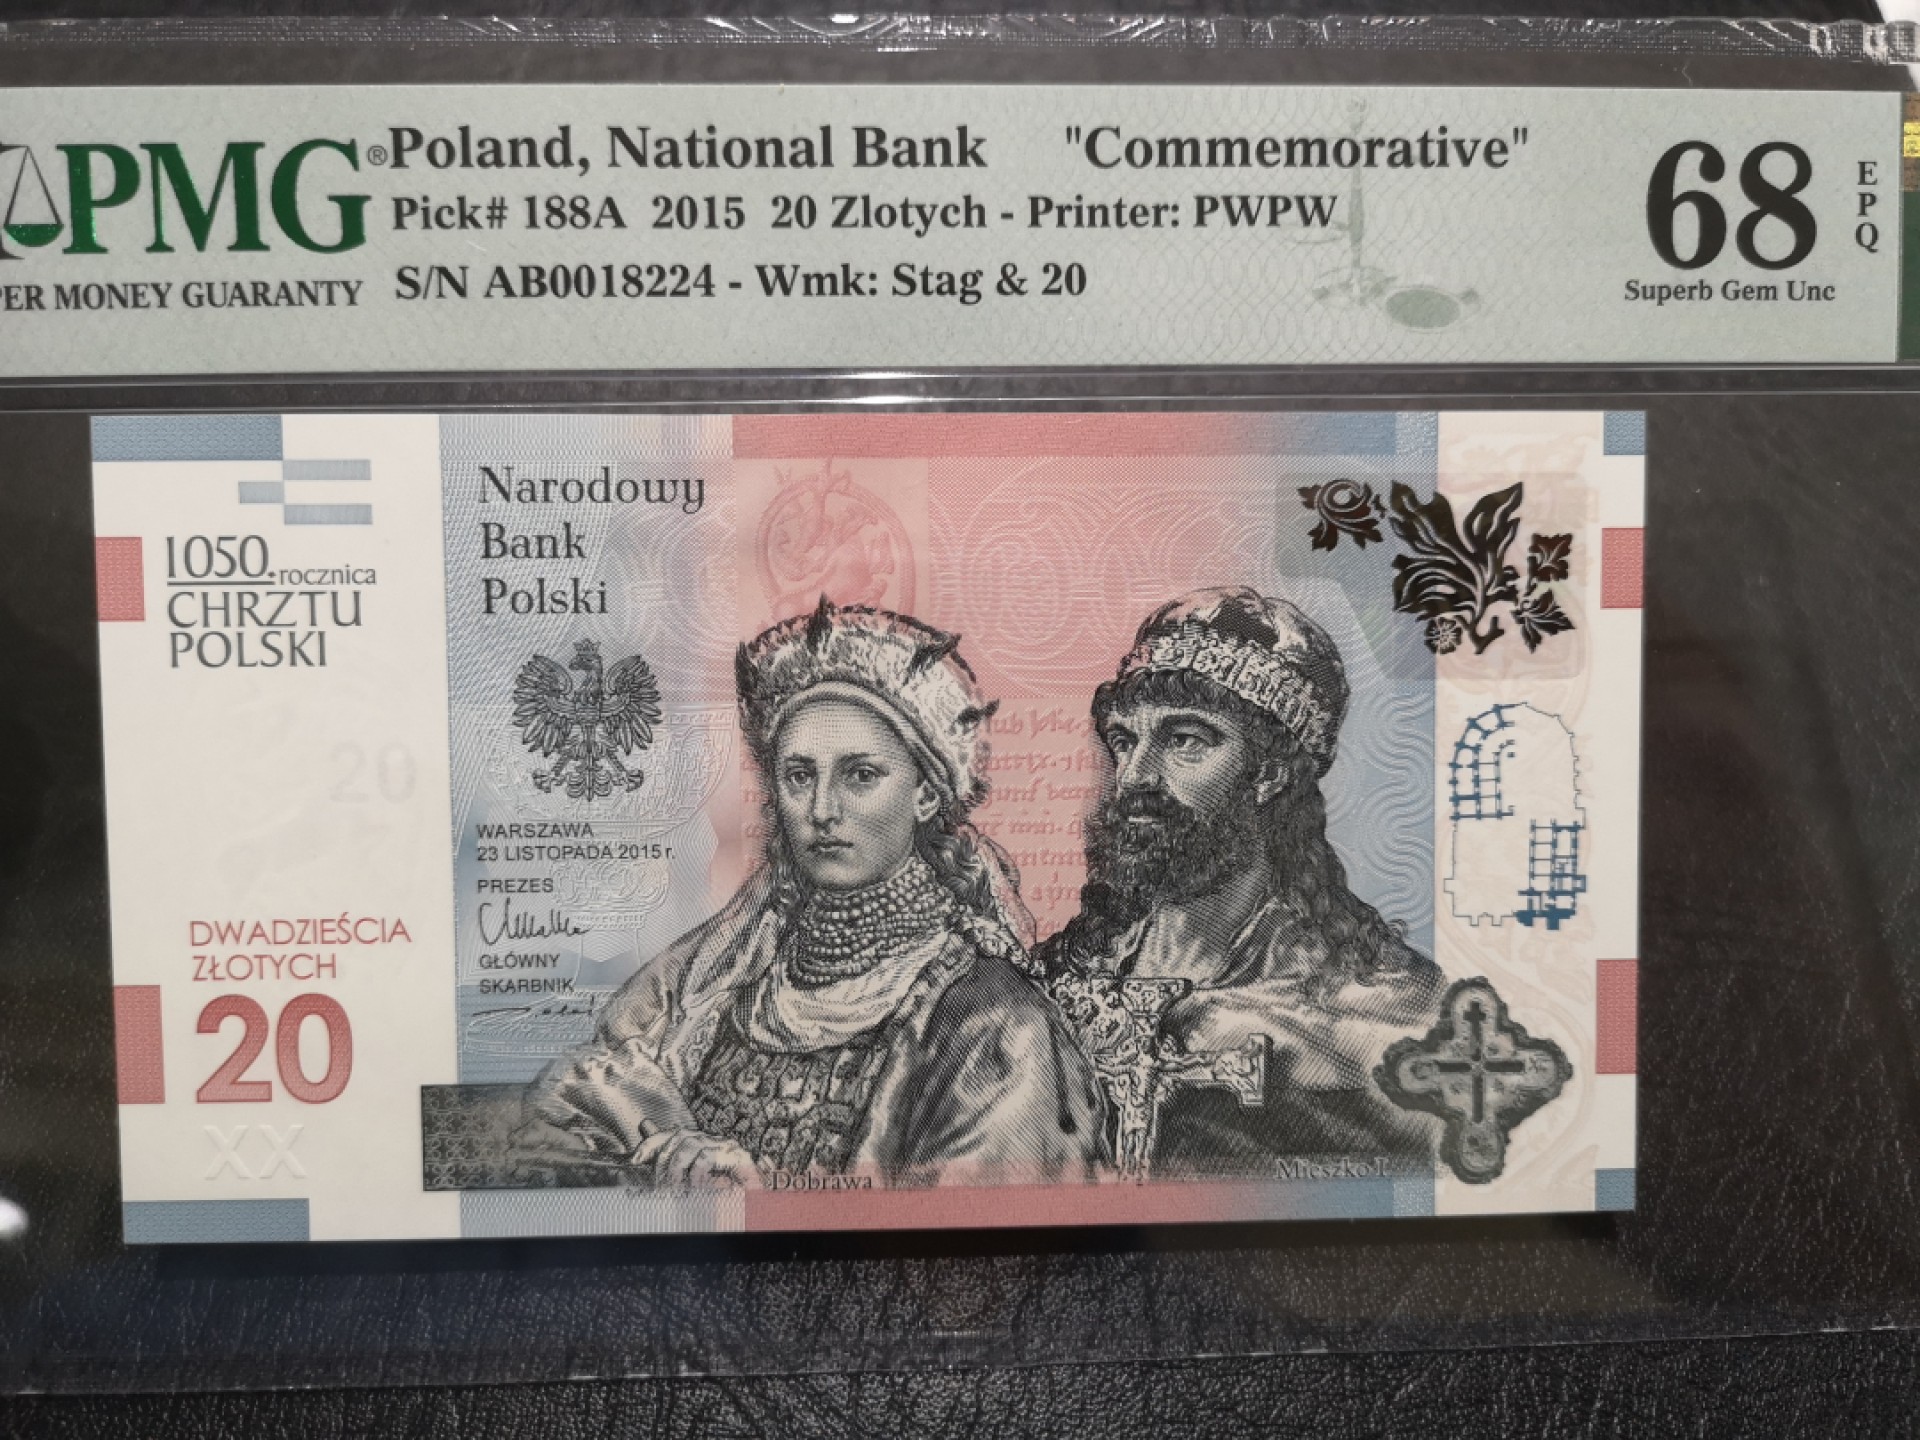 PMG® Poland, National Bank "Commemorative"
Pick# 188A 2015 20 Zlotych - Printer: PWPW
PER MONEY GUARANTY S/N AB0018224 - Wmk: Stag & 20
68
EPQ
Superb Gem Unc
Narodowy
Bank
Polski
1050. rocznica
CHRZTU
POLSKI
20
WARSZAWA
23 LISTOPADA 2015 r.
PREZES
GŁÓWNY
SKARBNIK
DWADZIEŚCIA
ZŁOTYCH
20
XX
Dobrawa
Mieszko I